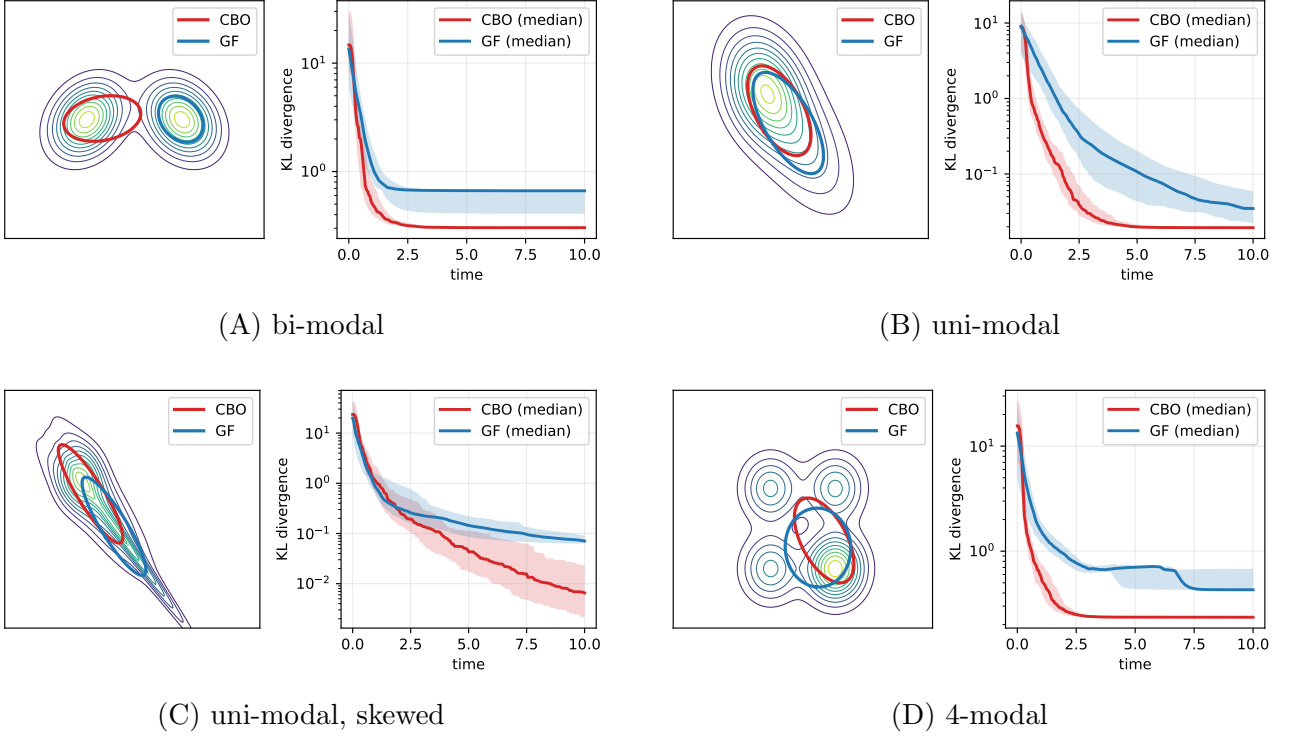 CBO
GF
CBO (median)
GF (median)
10¹
10⁰
KL divergence
0.0 2.5 5.0 7.5 10.0
time
(A) bi-modal
CBO
GF
CBO (median)
GF (median)
10¹
10⁰
10⁻¹
KL divergence
0.0 2.5 5.0 7.5 10.0
time
(B) uni-modal
CBO
GF
CBO (median)
GF (median)
10¹
10⁰
10⁻¹
10⁻²
KL divergence
0.0 2.5 5.0 7.5 10.0
time
(C) uni-modal, skewed
CBO
GF
CBO (median)
GF (median)
10¹
10⁰
KL divergence
0.0 2.5 5.0 7.5 10.0
time
(D) 4-modal